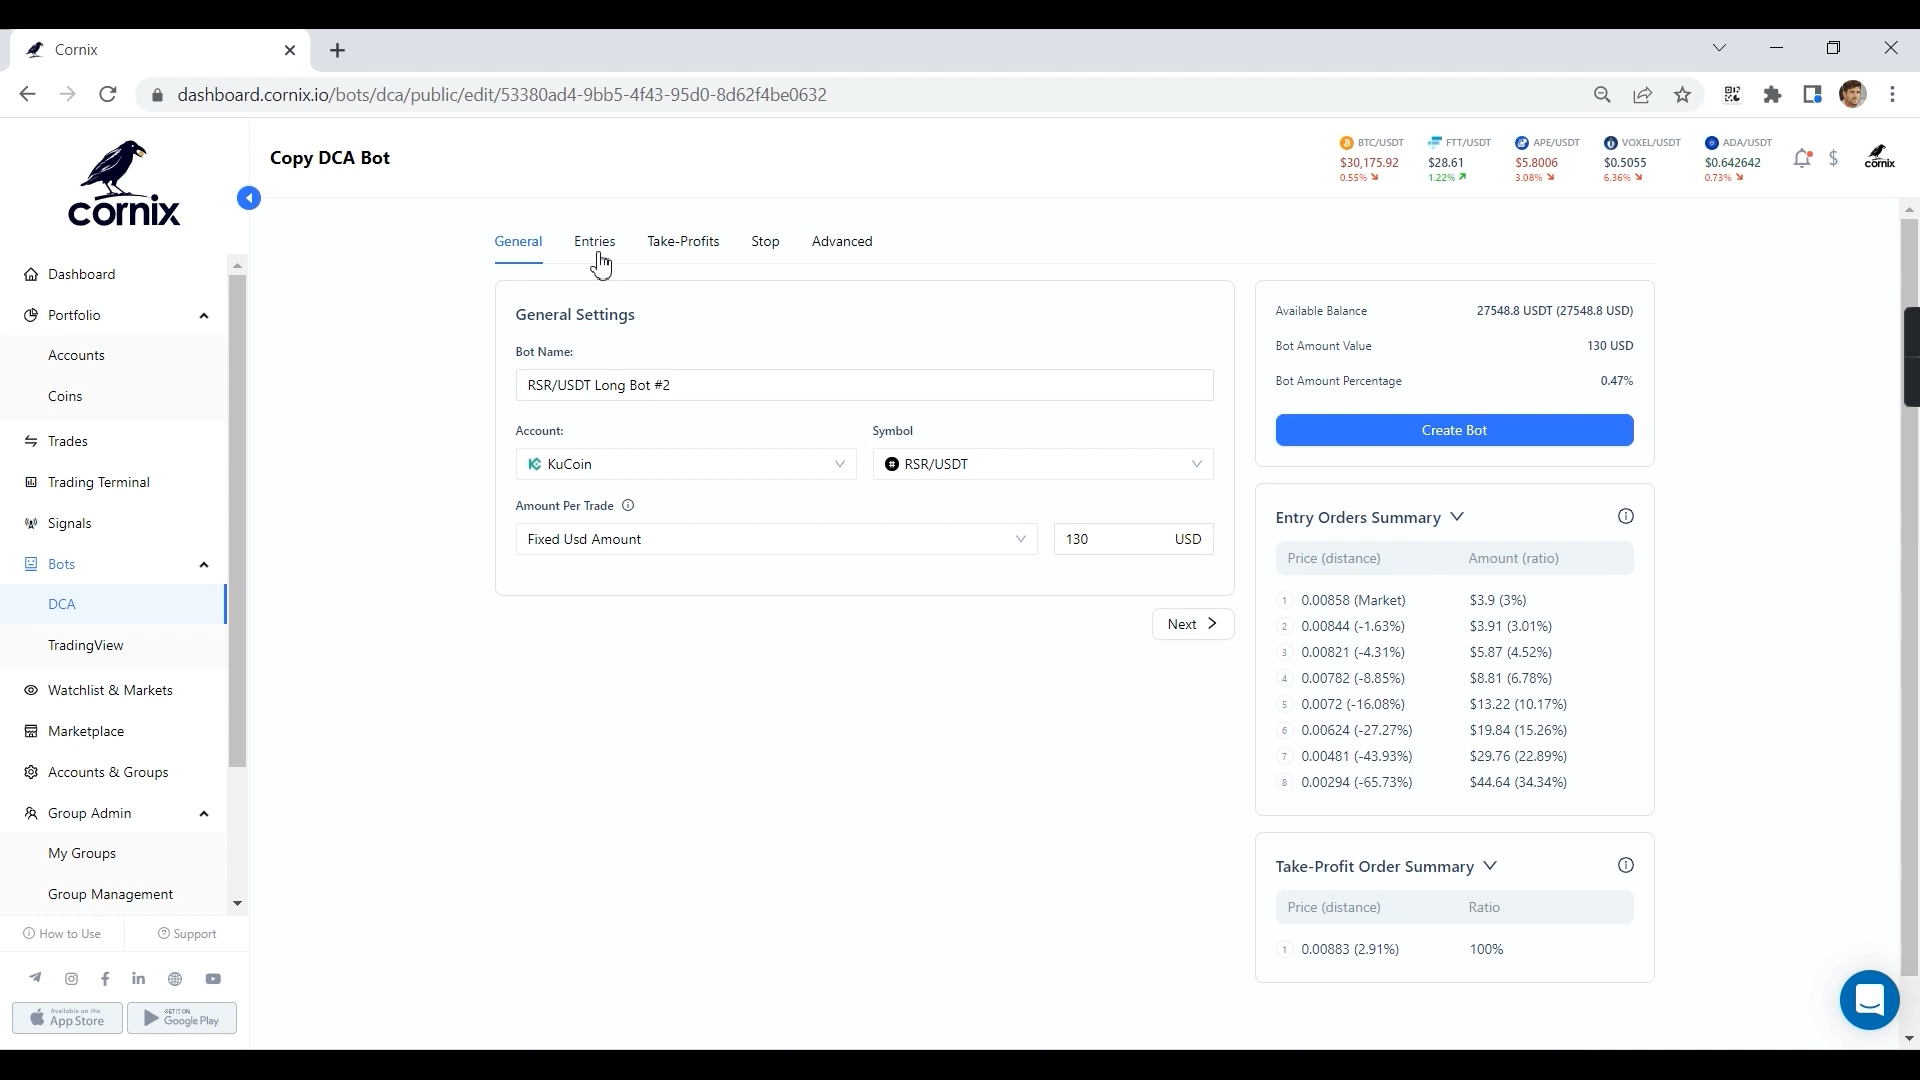 Cornix
dashboard.cornix.io/bots/dca/public/edit/53380ad4-9bb5-4f43-95d0-8d62f4be0632
cornix
Copy DCA Bot
BTC/USDT
$30,175.92
0.55%
FTT/USDT
$28.61
1.22%
APE/USDT
$5.8006
3.08%
VOXEL/USDT
$0.5055
6.36%
ADA/USDT
$0.642642
0.73%
$
cornix
Dashboard
Portfolio
Accounts
Coins
Trades
Trading Terminal
Signals
Bots
DCA
TradingView
Watchlist & Markets
Marketplace
Accounts & Groups
Group Admin
My Groups
Group Management
How to Use
Support
Available on the
App Store
GET IT ON
Google Play
General
Entries
Take-Profits
Stop
Advanced
General Settings
Bot Name:
RSR/USDT Long Bot #2
Account:
Symbol
KuCoin
RSR/USDT
Amount Per Trade
Fixed Usd Amount
130 USD
Next
Available Balance 27548.8 USDT (27548.8 USD)
Bot Amount Value 130 USD
Bot Amount Percentage 0.47%
Create Bot
Entry Orders Summary
Price (distance) Amount (ratio)
1 0.00858 (Market) $3.9 (3%)
2 0.00844 (-1.63%) $3.91 (3.01%)
3 0.00821 (-4.31%) $5.87 (4.52%)
4 0.00782 (-8.85%) $8.81 (6.78%)
5 0.0072 (-16.08%) $13.22 (10.17%)
6 0.00624 (-27.27%) $19.84 (15.26%)
7 0.00481 (-43.93%) $29.76 (22.89%)
8 0.00294 (-65.73%) $44.64 (34.34%)
Take-Profit Order Summary
Price (distance) Ratio
1 0.00883 (2.91%) 100%